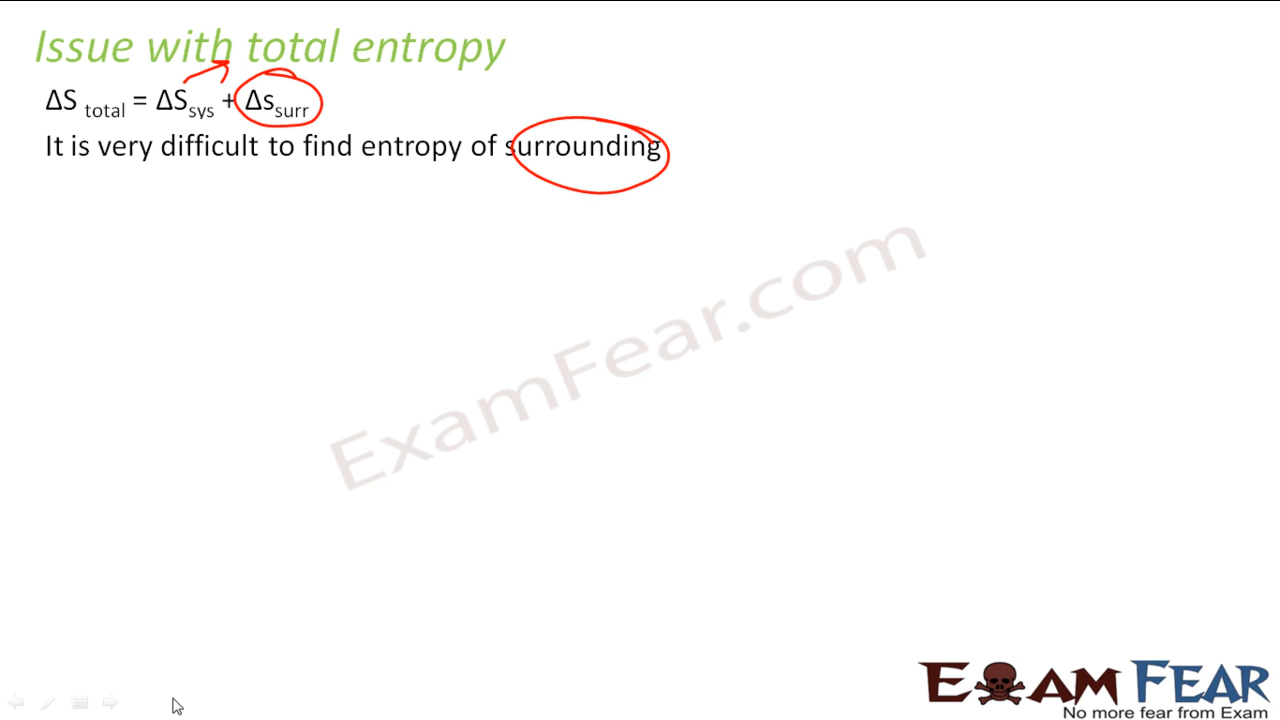 Issue with total entropy
ΔS total = ΔSsys + Δssurr
It is very difficult to find entropy of surrounding
ExamFear.com
EXAM FEAR
No more fear from Exam